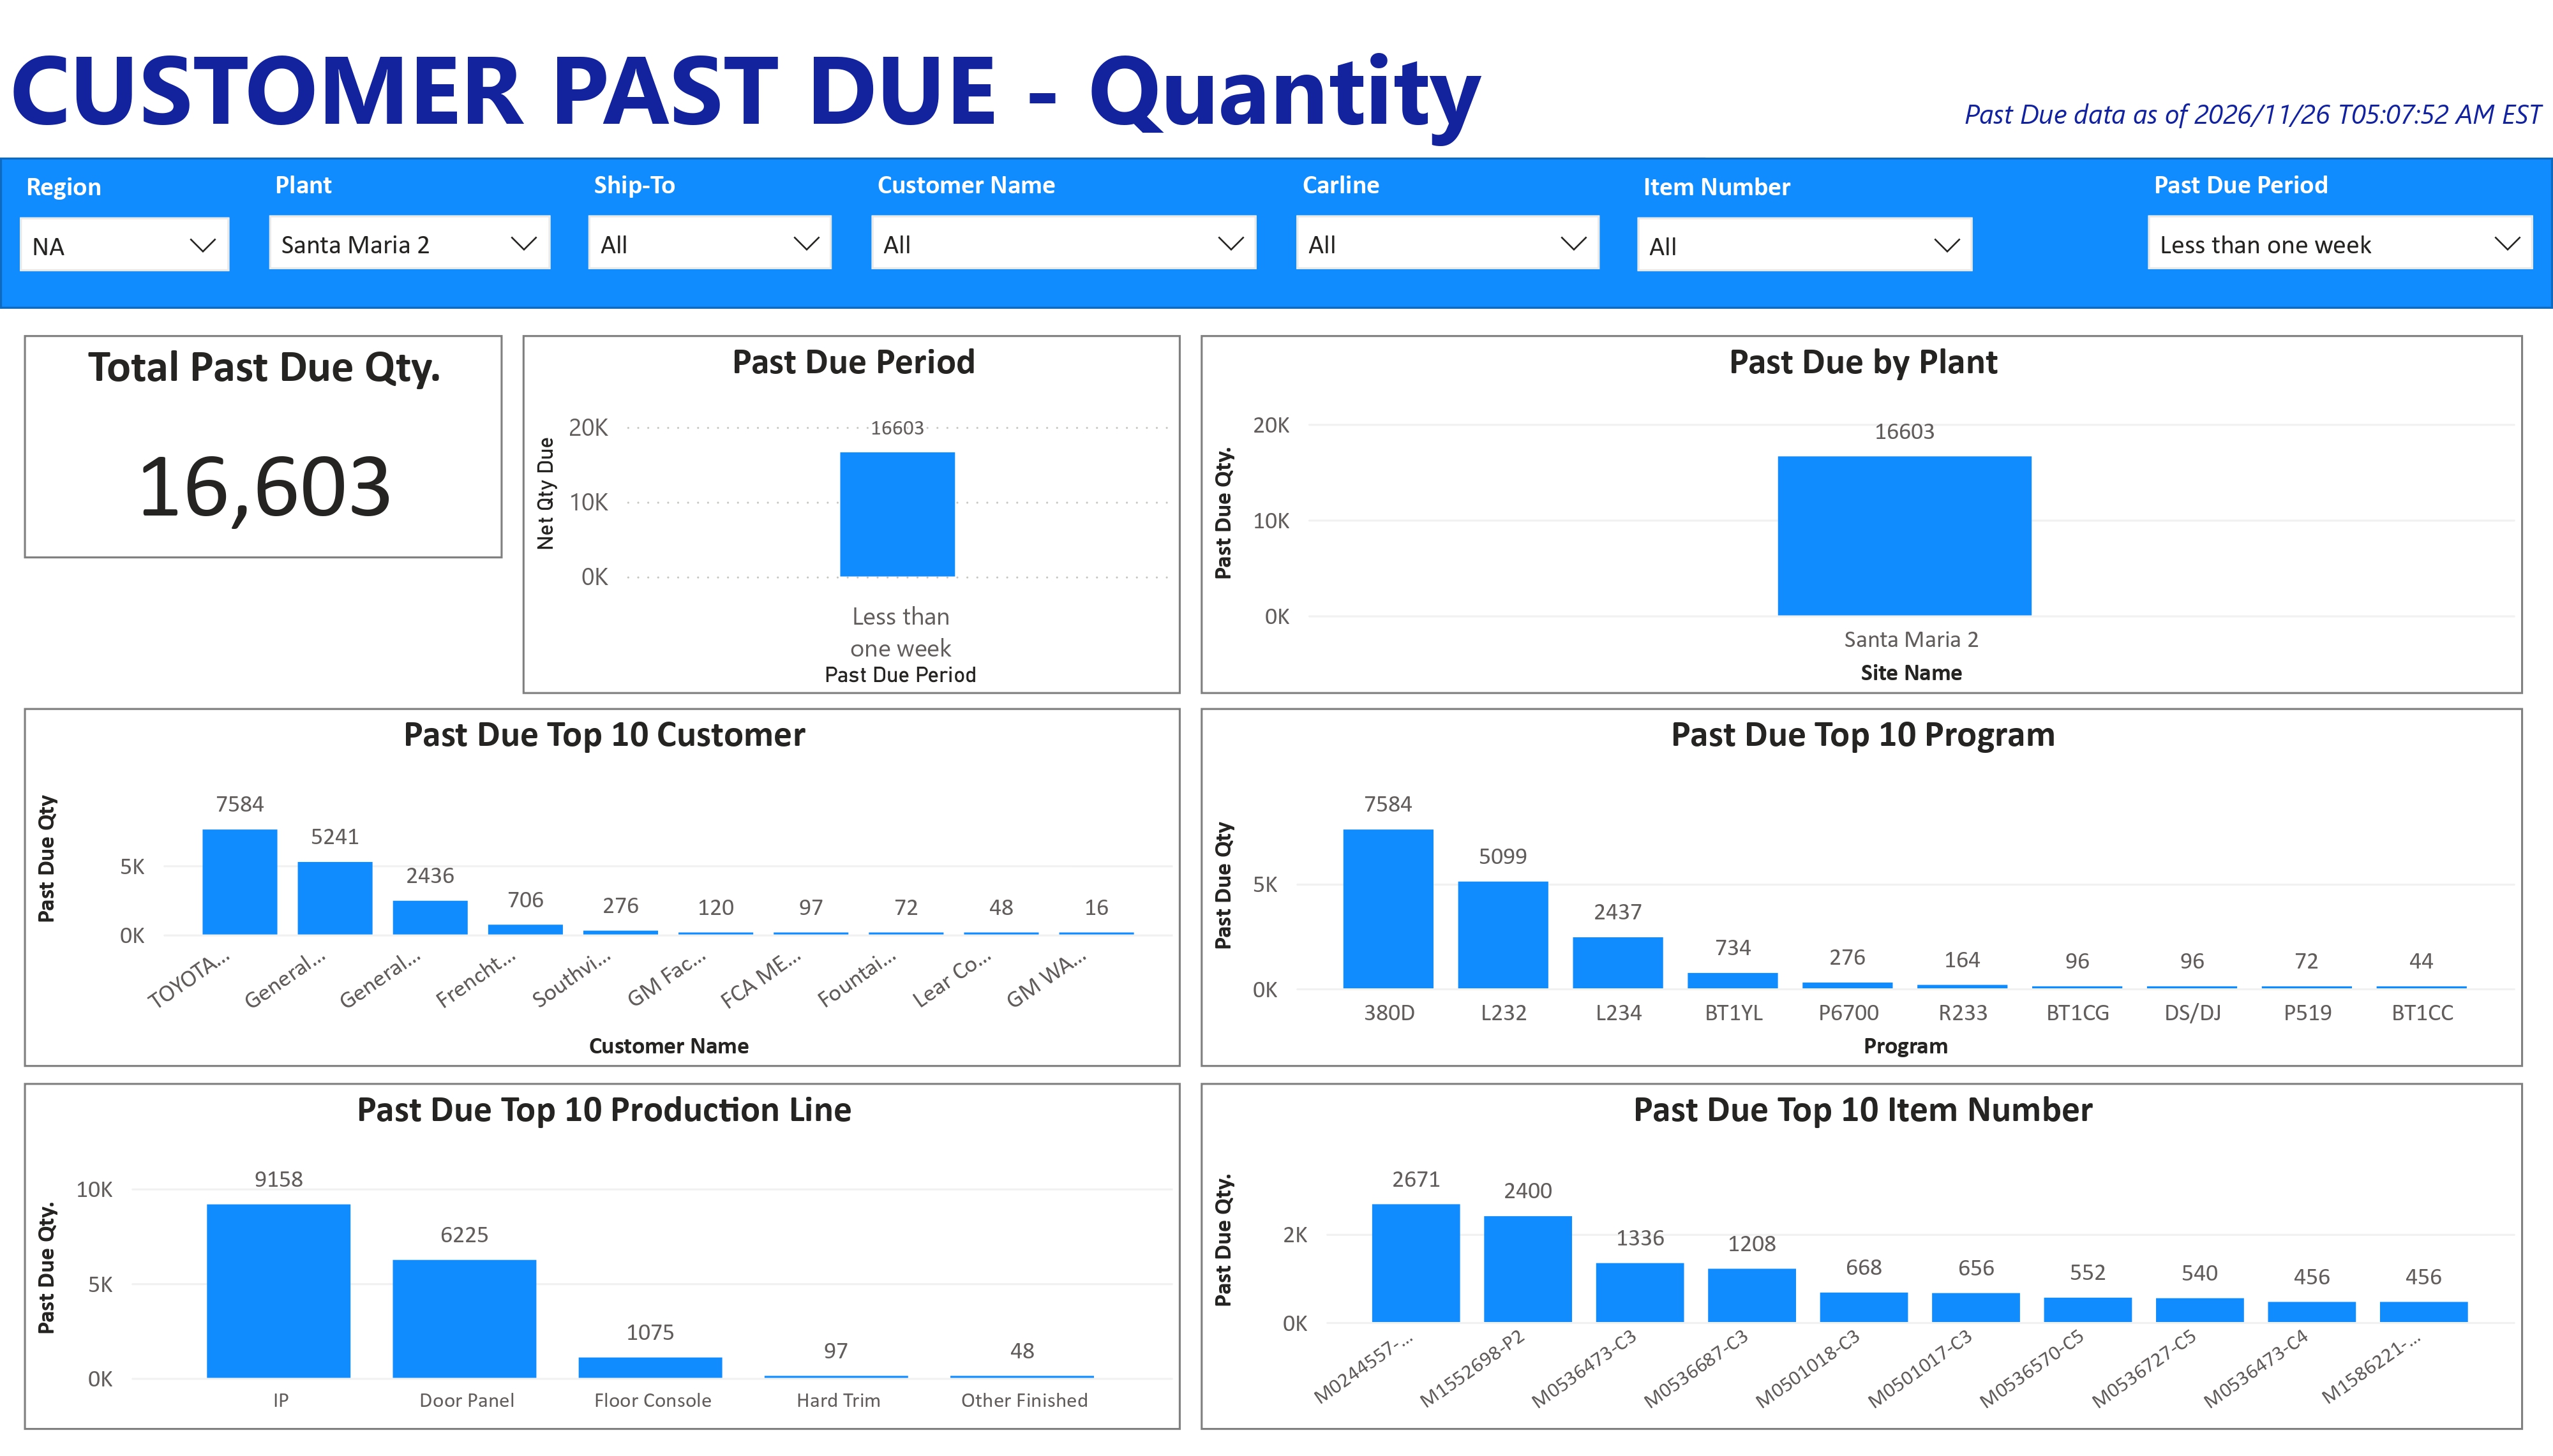 CUSTOMER PAST DUE - Quantity
Past Due data as of 2026/11/26 T05:07:52 AM EST
Region
Plant
Ship-To
Customer Name
Carline
Item Number
Past Due Period
NA
Santa Maria 2
All
All
All
All
Less than one week
Total Past Due Qty.
16,603
Past Due Period
Net Qty Due
20K
10K
0K
16603
Less than
one week
Past Due Period
Past Due by Plant
Past Due Qty.
20K
10K
0K
16603
Santa Maria 2
Site Name
Past Due Top 10 Customer
Past Due Qty
5K
0K
7584
5241
2436
706
276
120
97
72
48
16
TOYOTA...
General...
General...
Frencht...
Southvi...
GM Fac...
FCA ME...
Fountai...
Lear Co...
GM WA...
Customer Name
Past Due Top 10 Program
Past Due Qty
5K
0K
7584
5099
2437
734
276
164
96
96
72
44
380D
L232
L234
BT1YL
P6700
R233
BT1CG
DS/DJ
P519
BT1CC
Program
Past Due Top 10 Production Line
Past Due Qty.
10K
5K
0K
9158
6225
1075
97
48
IP
Door Panel
Floor Console
Hard Trim
Other Finished
Past Due Top 10 Item Number
Past Due Qty.
2K
0K
2671
2400
1336
1208
668
656
552
540
456
456
M0244557-...
M1552698-P2
M0536473-C3
M0536687-C3
M0501018-C3
M0501017-C3
M0536570-C5
M0536727-C5
M0536473-C4
M1586221-...